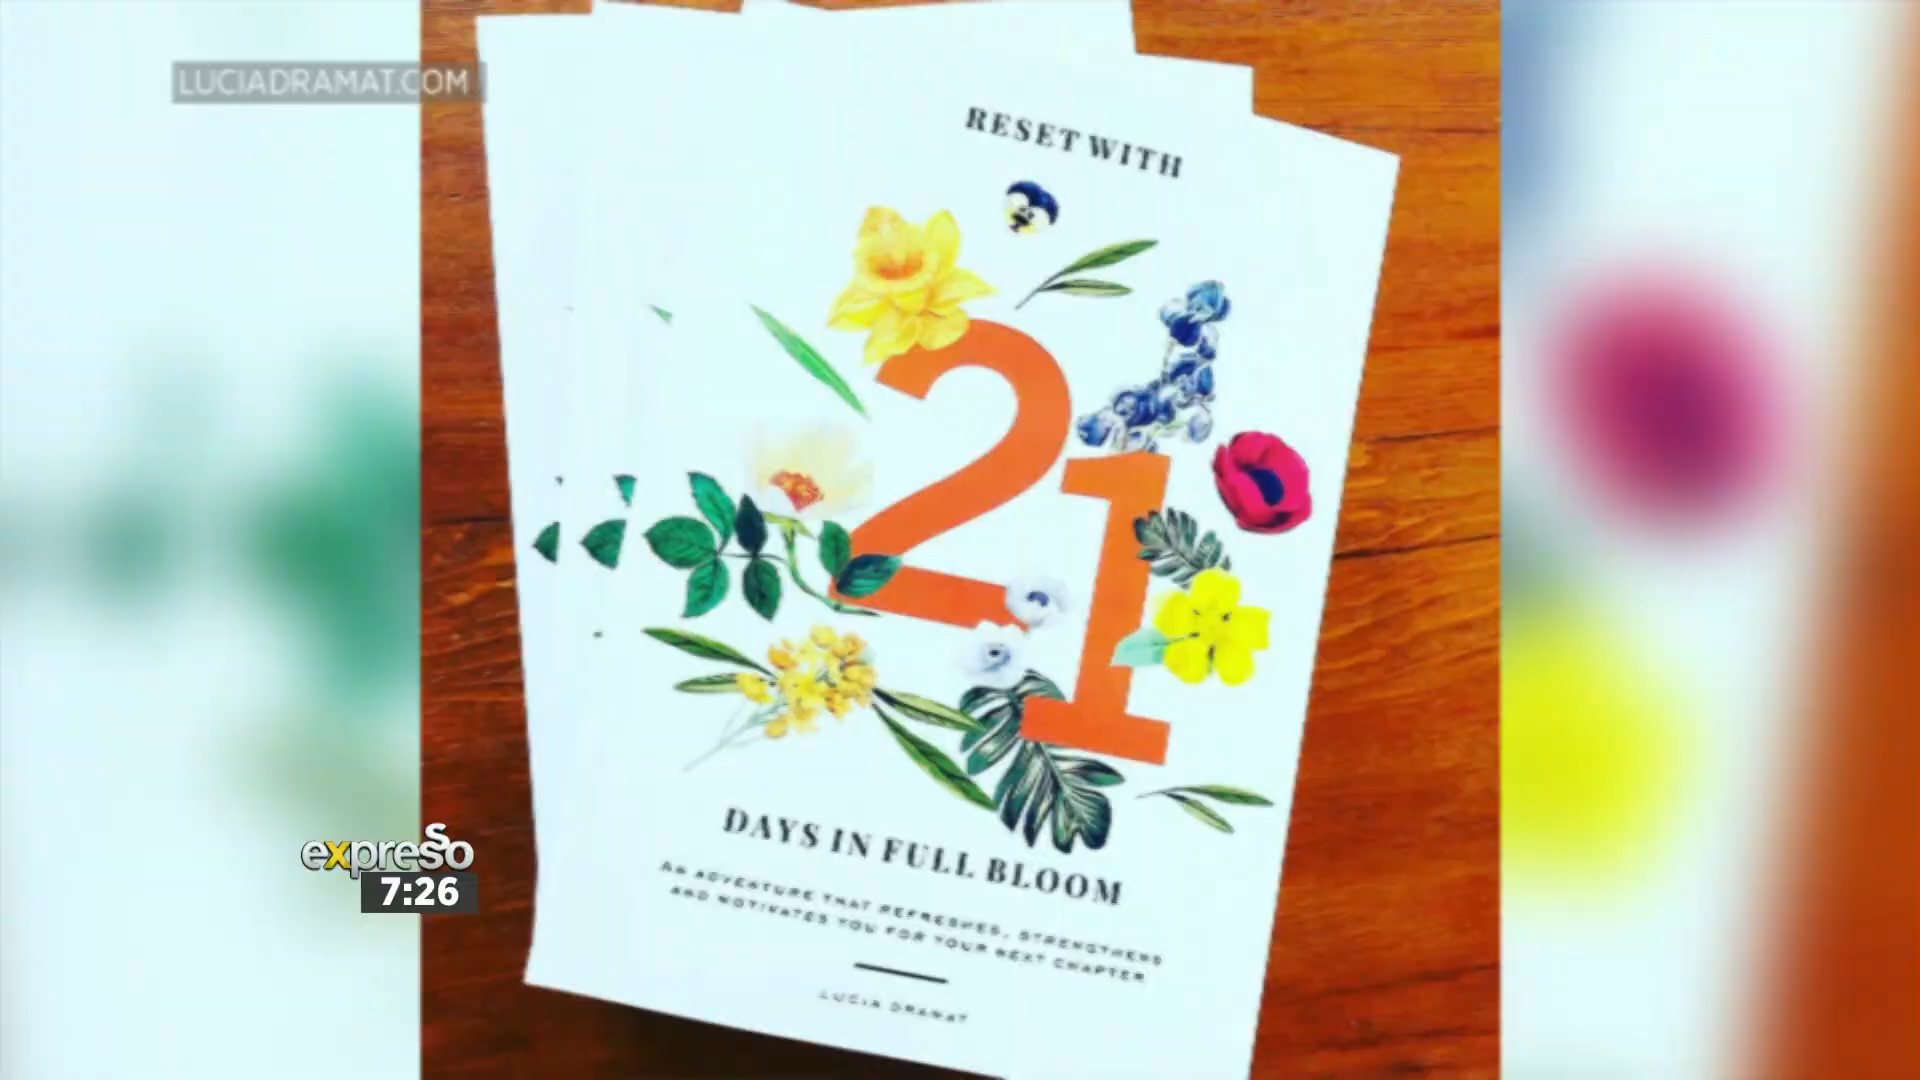 LUCIADRAMAT.COM
RESET WITH
21
DAYS IN FULL BLOOM
AN ADVENTURE THAT REFRESHES, STRENGTHENS
AND MOTIVATES YOU FOR YOUR NEXT CHAPTER
LUCIA DRAMAT
expresso
7:26